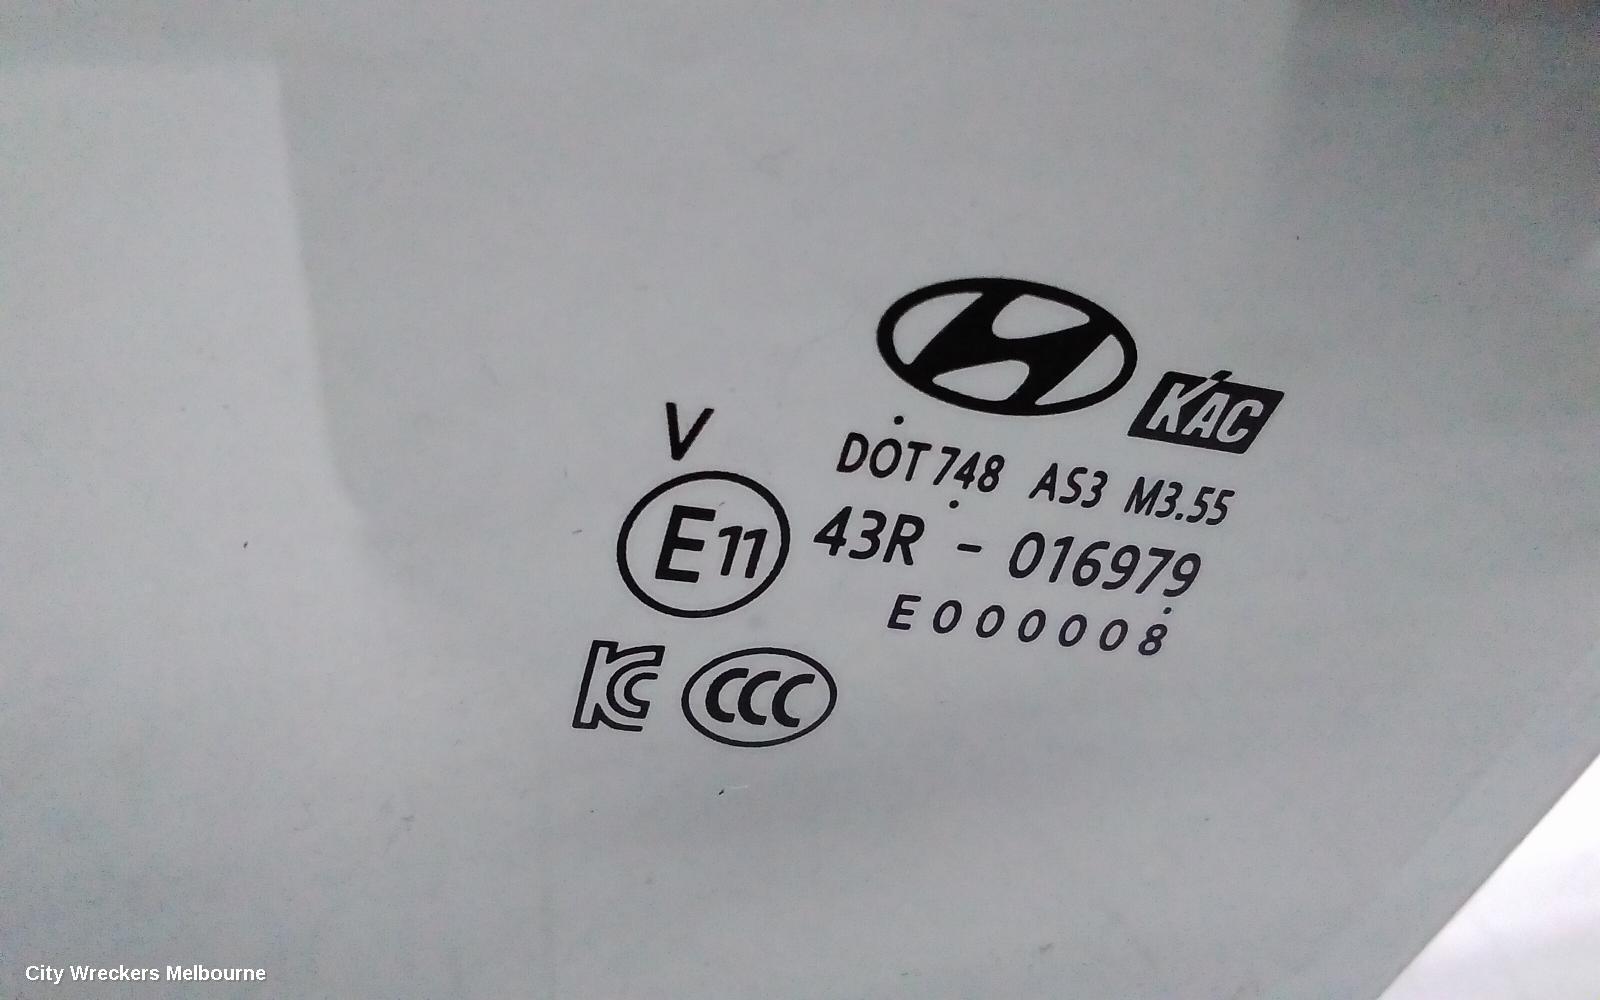 KAC
V
DOT 748 AS3 M3.55
E11 43R - 016979
E000008
KC CCC
City Wreckers Melbourne